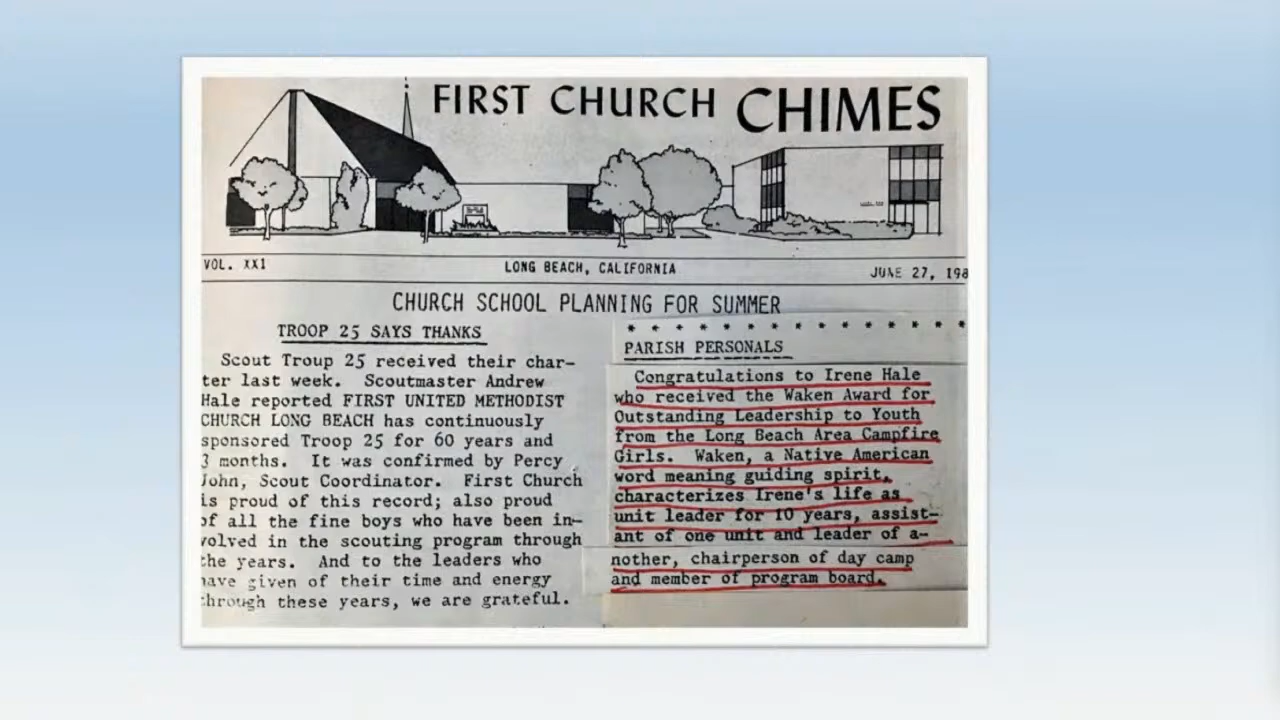 FIRST CHURCH CHIMES
VOL. XX1
LONG BEACH, CALIFORNIA
JUNE 27, 198
CHURCH SCHOOL PLANNING FOR SUMMER
TROOP 25 SAYS THANKS
Scout Troup 25 received their char-
ter last week. Scoutmaster Andrew
Hale reported FIRST UNITED METHODIST
CHURCH LONG BEACH has continuously
sponsored Troop 25 for 60 years and
3 months. It was confirmed by Percy
John, Scout Coordinator. First Church
is proud of this record; also proud
of all the fine boys who have been in-
volved in the scouting program through
the years. And to the leaders who
have given of their time and energy
through these years, we are grateful.
* * * * * * * * * * * * * *
PARISH PERSONALS
Congratulations to Irene Hale
who received the Waken Award for
Outstanding Leadership to Youth
from the Long Beach Area Campfire
Girls. Waken, a Native American
word meaning guiding spirit,
characterizes Irene's life as
unit leader for 10 years, assist-
ant of one unit and leader of a-
nother, chairperson of day camp
and member of program board.